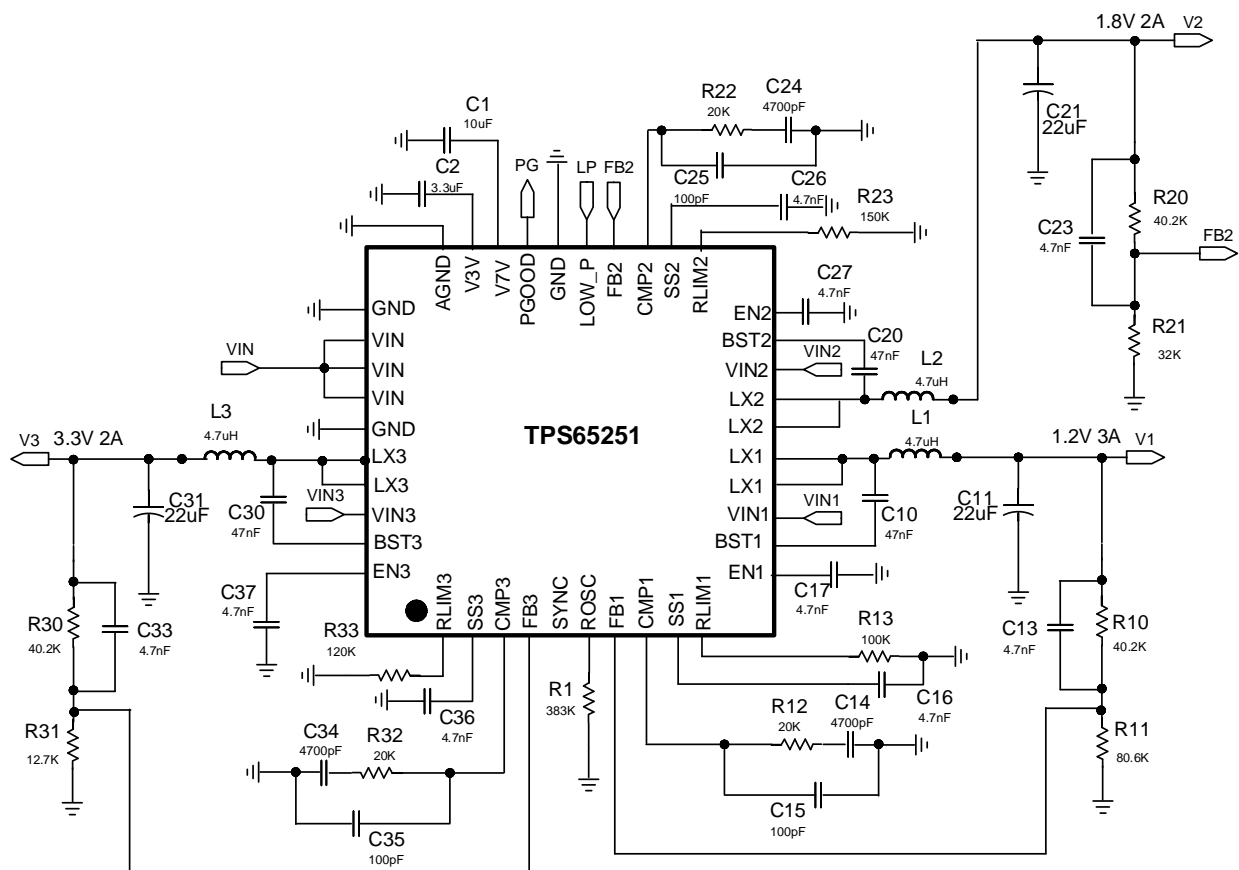 1.8V 2A V2
C1
10uF
C2
3.3uF
PG
LP
FB2
R22
20K
C24
4700pF
C25
100pF
C26
4.7nF
R23
150K
C21
22uF
C23
4.7nF
R20
40.2K
FB2
R21
32K
AGND
V3V
V7V
PGOOD
GND
LOW_P
FB2
CMP2
SS2
RLIM2
GND
VIN
VIN
VIN
VIN
GND
LX3
LX3
VIN3
VIN3
BST3
EN3
TPS65251
EN2
BST2
VIN2
LX2
LX2
LX1
LX1
VIN1
BST1
EN1
C27
4.7nF
C20
47nF
VIN2
L2
4.7uH
L1
4.7uH
1.2V 3A V1
VIN1
C10
47nF
C11
22uF
C17
4.7nF
L3
4.7uH
V3 3.3V 2A
C31
22uF
C30
47nF
C37
4.7nF
R30
40.2K
C33
4.7nF
R31
12.7K
RLIM3
SS3
CMP3
FB3
SYNC
ROSC
FB1
CMP1
SS1
RLIM1
R33
120K
C36
4.7nF
C34
4700pF
R32
20K
C35
100pF
R1
383K
R13
100K
C16
4.7nF
R12
20K
C14
4700pF
C15
100pF
C13
4.7nF
R10
40.2K
R11
80.6K